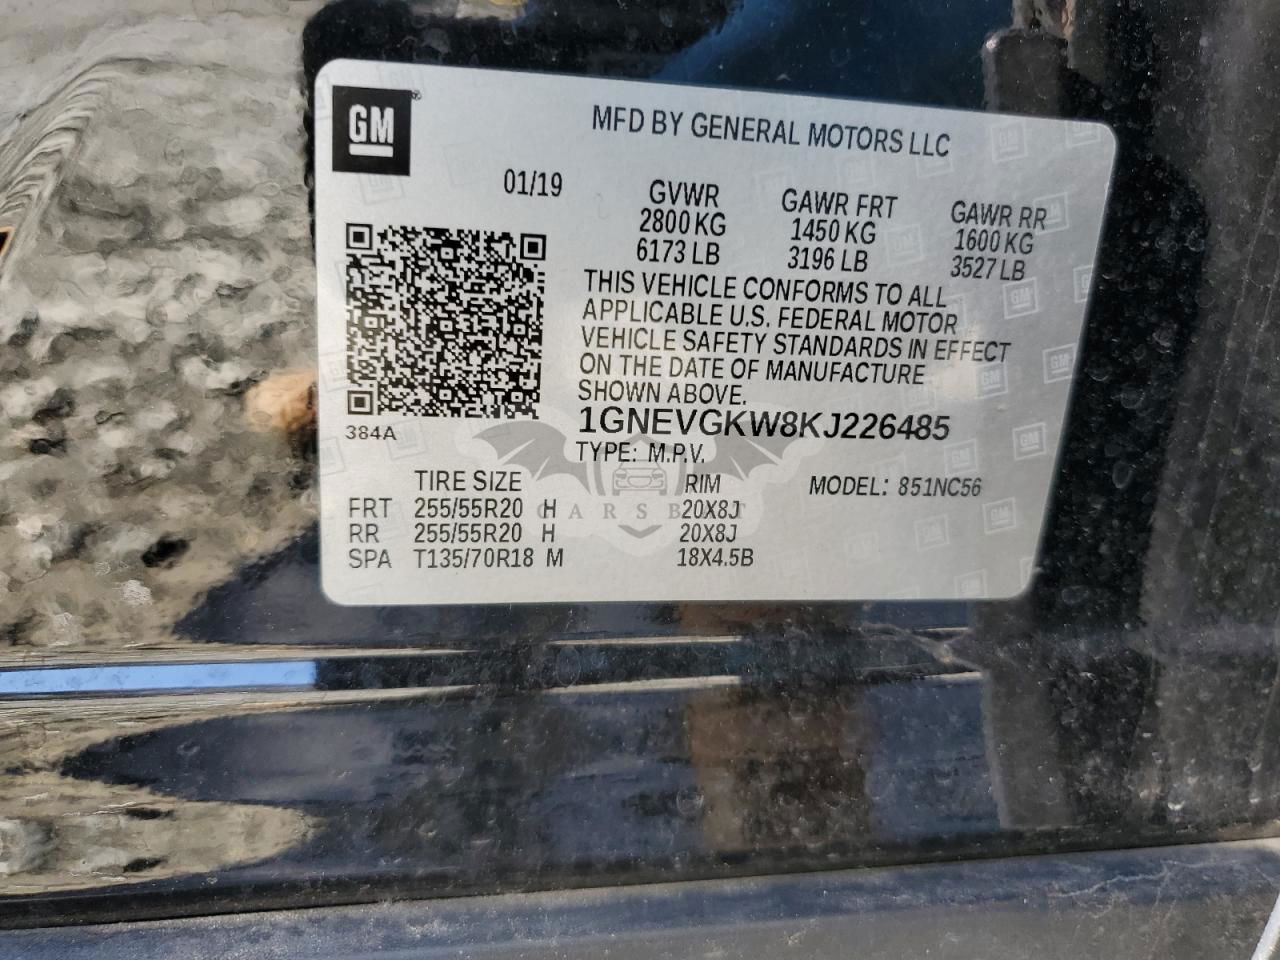 GM
MFD BY GENERAL MOTORS LLC
01/19
GVWR
2800 KG
6173 LB
GAWR FRT
1450 KG
3196 LB
GAWR RR
1600 KG
3527 LB
THIS VEHICLE CONFORMS TO ALL
APPLICABLE U.S. FEDERAL MOTOR
VEHICLE SAFETY STANDARDS IN EFFECT
ON THE DATE OF MANUFACTURE
SHOWN ABOVE.
384A
1GNEVGKW8KJ226485
TYPE: M.P.V.
MODEL: 851NC56
TIRE SIZE RIM
FRT 255/55R20 H 20X8J
RR 255/55R20 H 20X8J
SPA T135/70R18 M 18X4.5B
CARSBAT